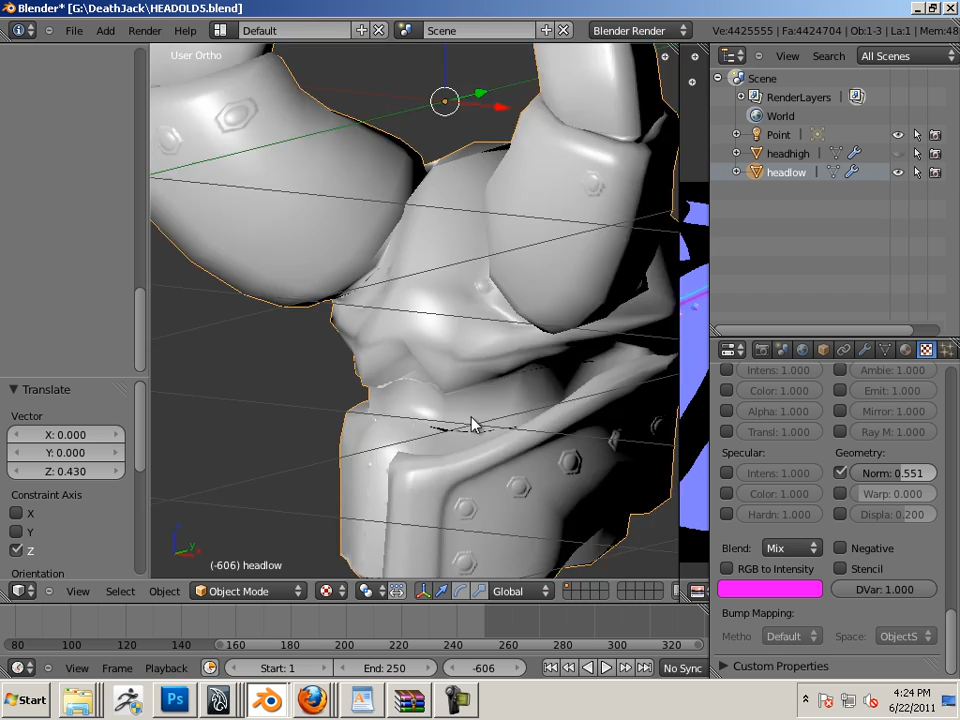 Blender* [G:\DeathJack\HEADOLD5.blend]
File Add Render Help Default Scene Blender Render Ve:4425555 | Fa:4424704 | Ob:1-3 | La:1 | Mem:48
User Ortho
View Search All Scenes
Scene
RenderLayers
World
Point
headhigh
headlow
Translate
Vector
X: 0.000
Y: 0.000
Z: 0.430
Constraint Axis
X
Y
Z
Orientation
(-606) headlow
Intens: 1.000 Ambie: 1.000
Color: 1.000 Emit: 1.000
Alpha: 1.000 Mirror: 1.000
Transl: 1.000 Ray M: 1.000
Specular: Geometry:
Intens: 1.000 Norm: 0.551
Color: 1.000 Warp: 0.000
Hardn: 1.000 Displa: 0.200
Blend: Mix Negative
RGB to Intensity Stencil
DVar: 1.000
Bump Mapping:
Metho Default Space: ObjectS
Custom Properties
View Select Object Object Mode Global
80 100 120 140 160 180 200 220 240 260 280 300 320
View Frame Playback Start: 1 End: 250 -606 No Sync
Start Ps 4:24 PM
6/22/2011